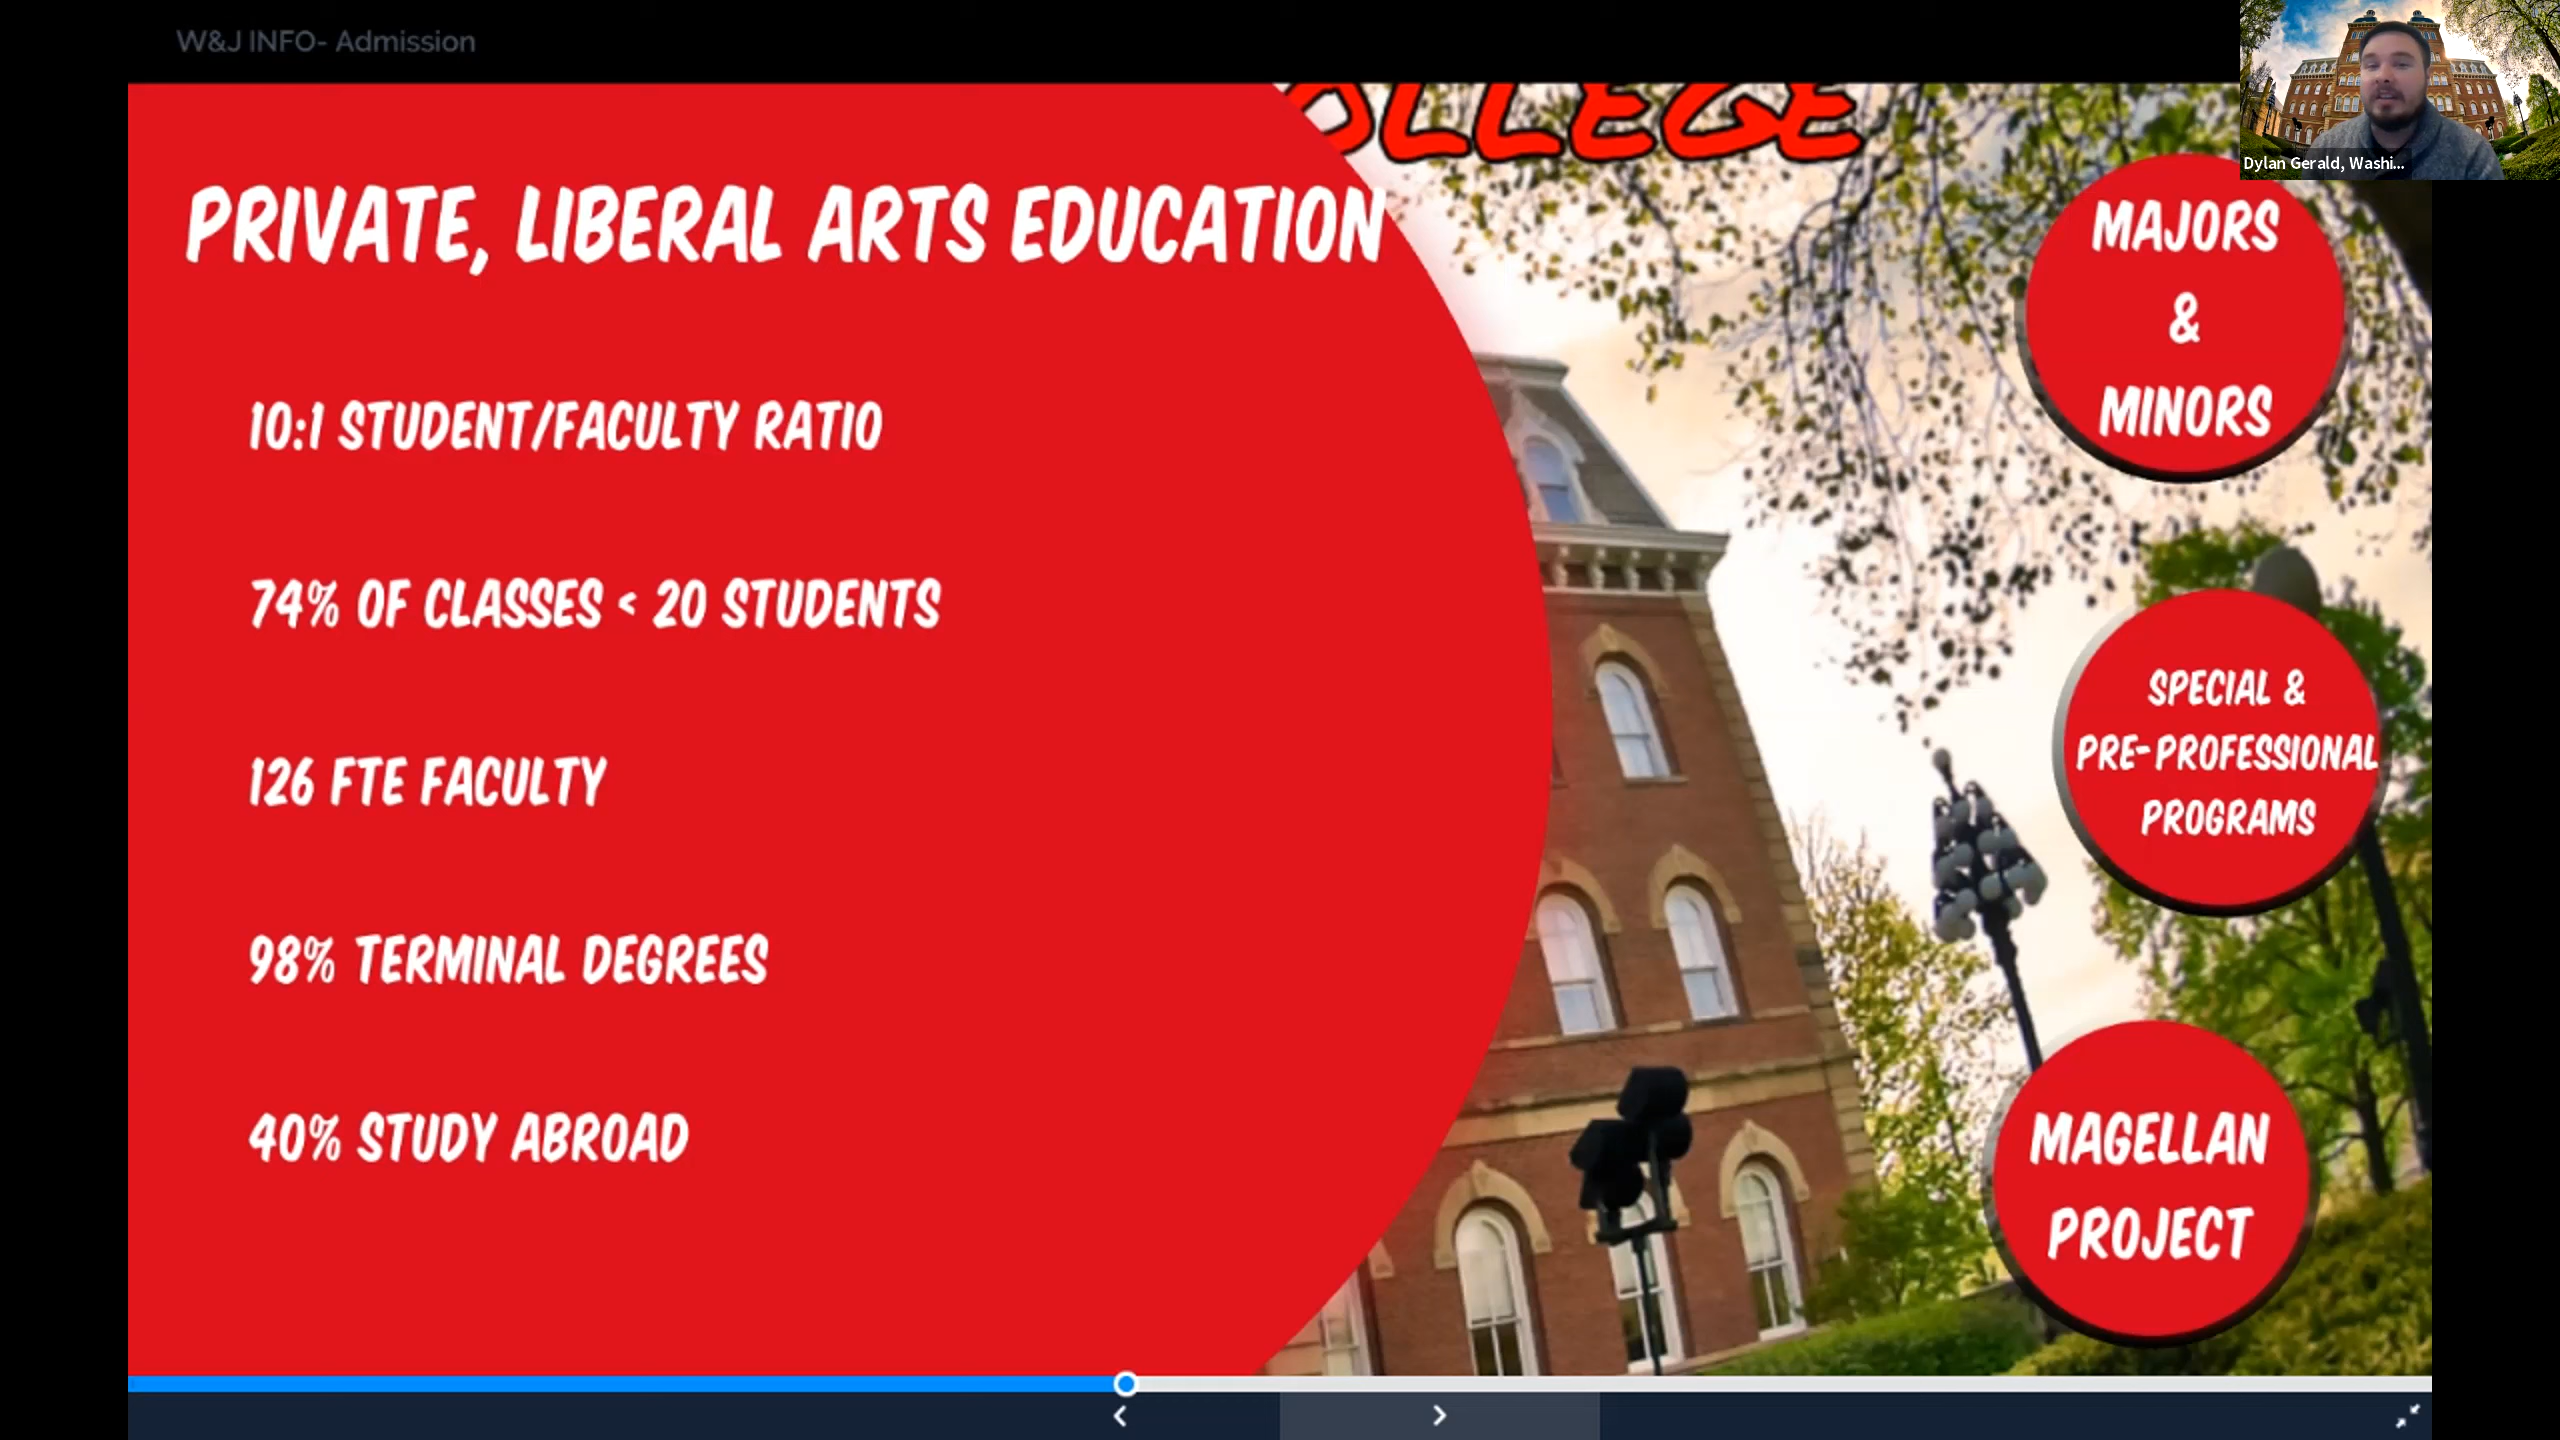 W&J INFO- Admission
OLLEGE
Dylan Gerald, Washi...
PRIVATE, LIBERAL ARTS EDUCATION
10:1 STUDENT/FACULTY RATIO
74% OF CLASSES < 20 STUDENTS
126 FTE FACULTY
98% TERMINAL DEGREES
40% STUDY ABROAD
MAJORS
&
MINORS
SPECIAL &
PRE-PROFESSIONAL
PROGRAMS
MAGELLAN
PROJECT